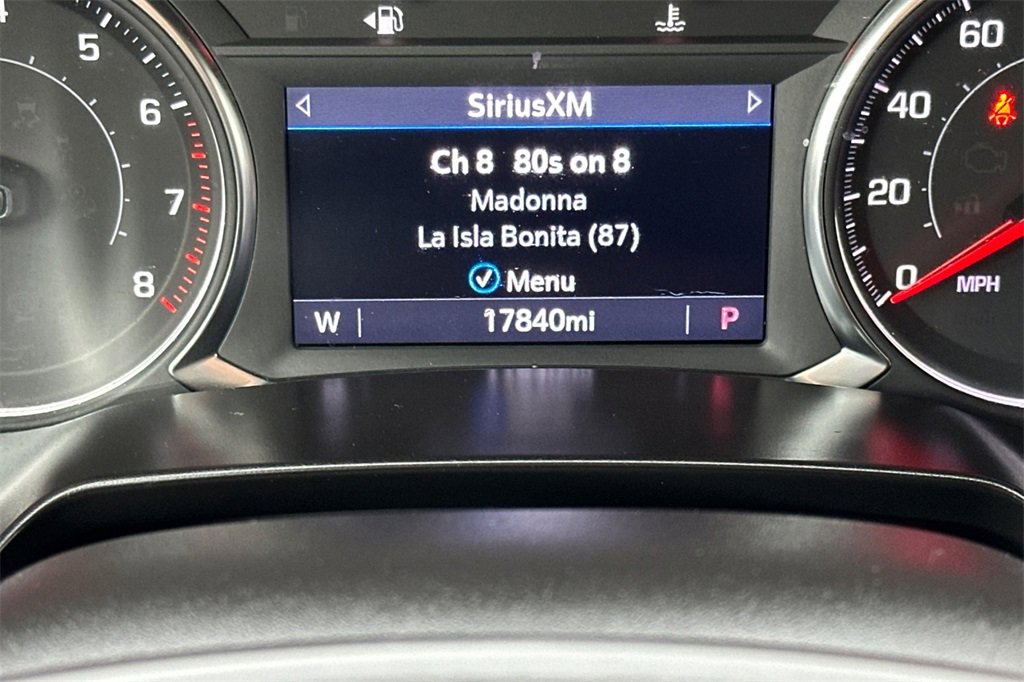 SiriusXM
Ch 8 80s on 8
Madonna
La Isla Bonita (87)
Menu
W 17840mi P
5
6
7
8
60
40
20
0
MPH